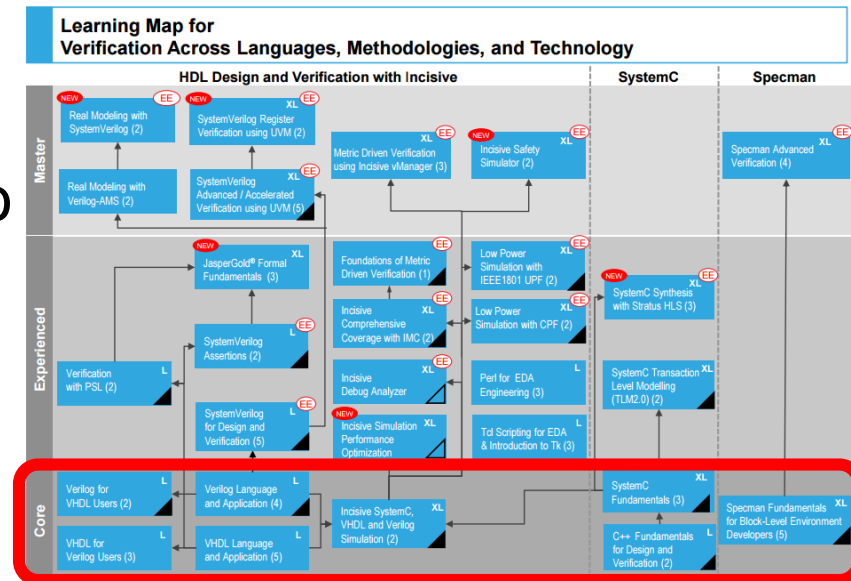 Learning Map for
Verification Across Languages, Methodologies, and Technology
HDL Design and Verification with Incisive
SystemC
Specman
Master
NEW
EE
Real Modeling with
SystemVerilog (2)
NEW
XL
EE
SystemVerilog Register
Verification using UVM (2)
XL
EE
Metric Driven Verification
using Incisive vManager (3)
NEW
XL
EE
Incisive Safety
Simulator (2)
XL
EE
Specman Advanced
Verification (4)
Real Modeling with
Verilog-AMS (2)
XL
EE
SystemVerilog
Advanced / Accelerated
Verification using UVM (5)
Experienced
NEW
XL
JasperGold® Formal
Fundamentals (3)
EE
Foundations of Metric
Driven Verification (1)
XL
EE
Low Power
Simulation with
IEEE1801 UPF (2)
NEW
XL
EE
SystemC Synthesis
with Stratus HLS (3)
L
EE
SystemVerilog
Assertions (2)
XL
EE
Incisive
Comprehensive
Coverage with IMC (2)
XL
EE
Low Power
Simulation with CPF (2)
L
Verification
with PSL (2)
XL
EE
Incisive
Debug Analyzer
L
Perl for EDA
Engineering (3)
XL
SystemC Transaction
Level Modelling
(TLM2.0) (2)
L
EE
SystemVerilog
for Design and
Verification (5)
NEW
XL
Incisive Simulation
Performance
Optimization
L
Tcl Scripting for EDA
& Introduction to Tk (3)
Core
L
Verilog for
VHDL Users (2)
L
Verilog Language
and Application (4)
XL
Incisive SystemC,
VHDL and Verilog
Simulation (2)
XL
SystemC
Fundamentals (3)
XL
Specman Fundamentals
for Block-Level Environment
Developers (5)
L
VHDL for
Verilog Users (3)
L
VHDL Language
and Application (5)
L
C++ Fundamentals
for Design and
Verification (2)